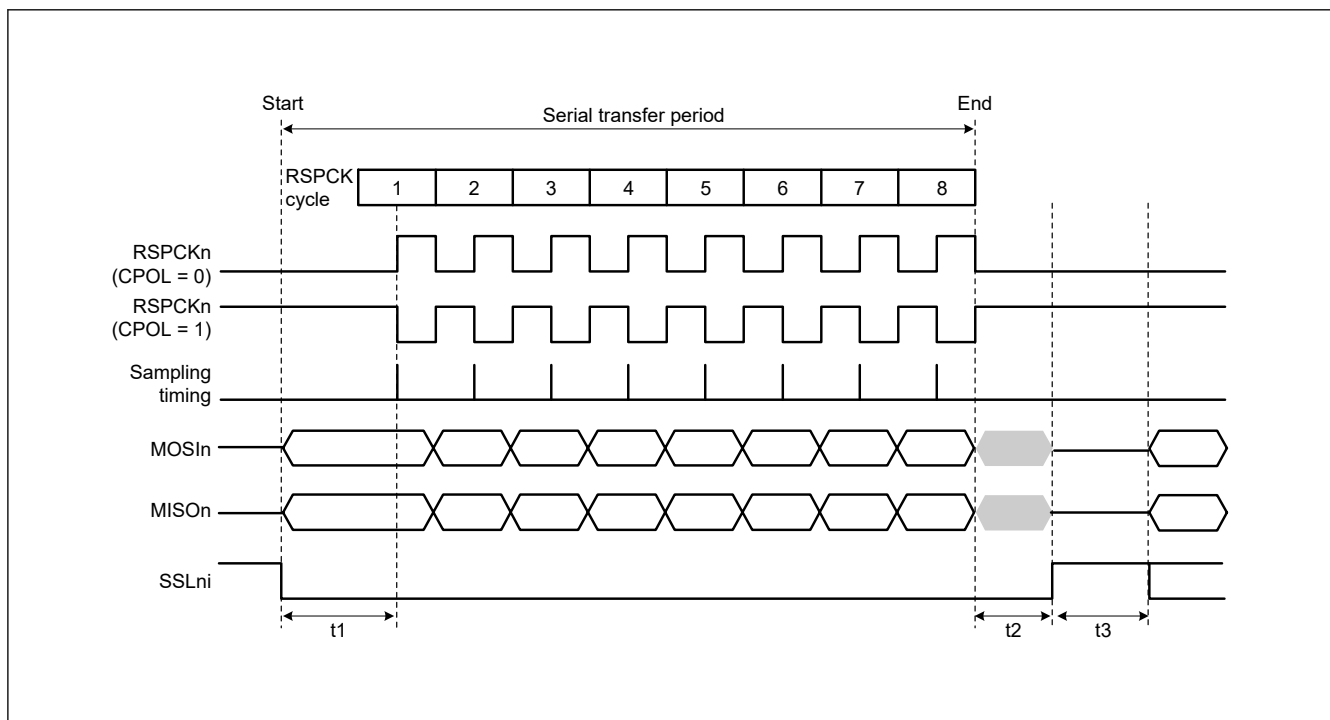 Start
End
Serial transfer period
RSPCK
cycle
1 2 3 4 5 6 7 8
RSPCKn
(CPOL = 0)
RSPCKn
(CPOL = 1)
Sampling
timing
MOSIn
MISOn
SSLni
t1
t2
t3